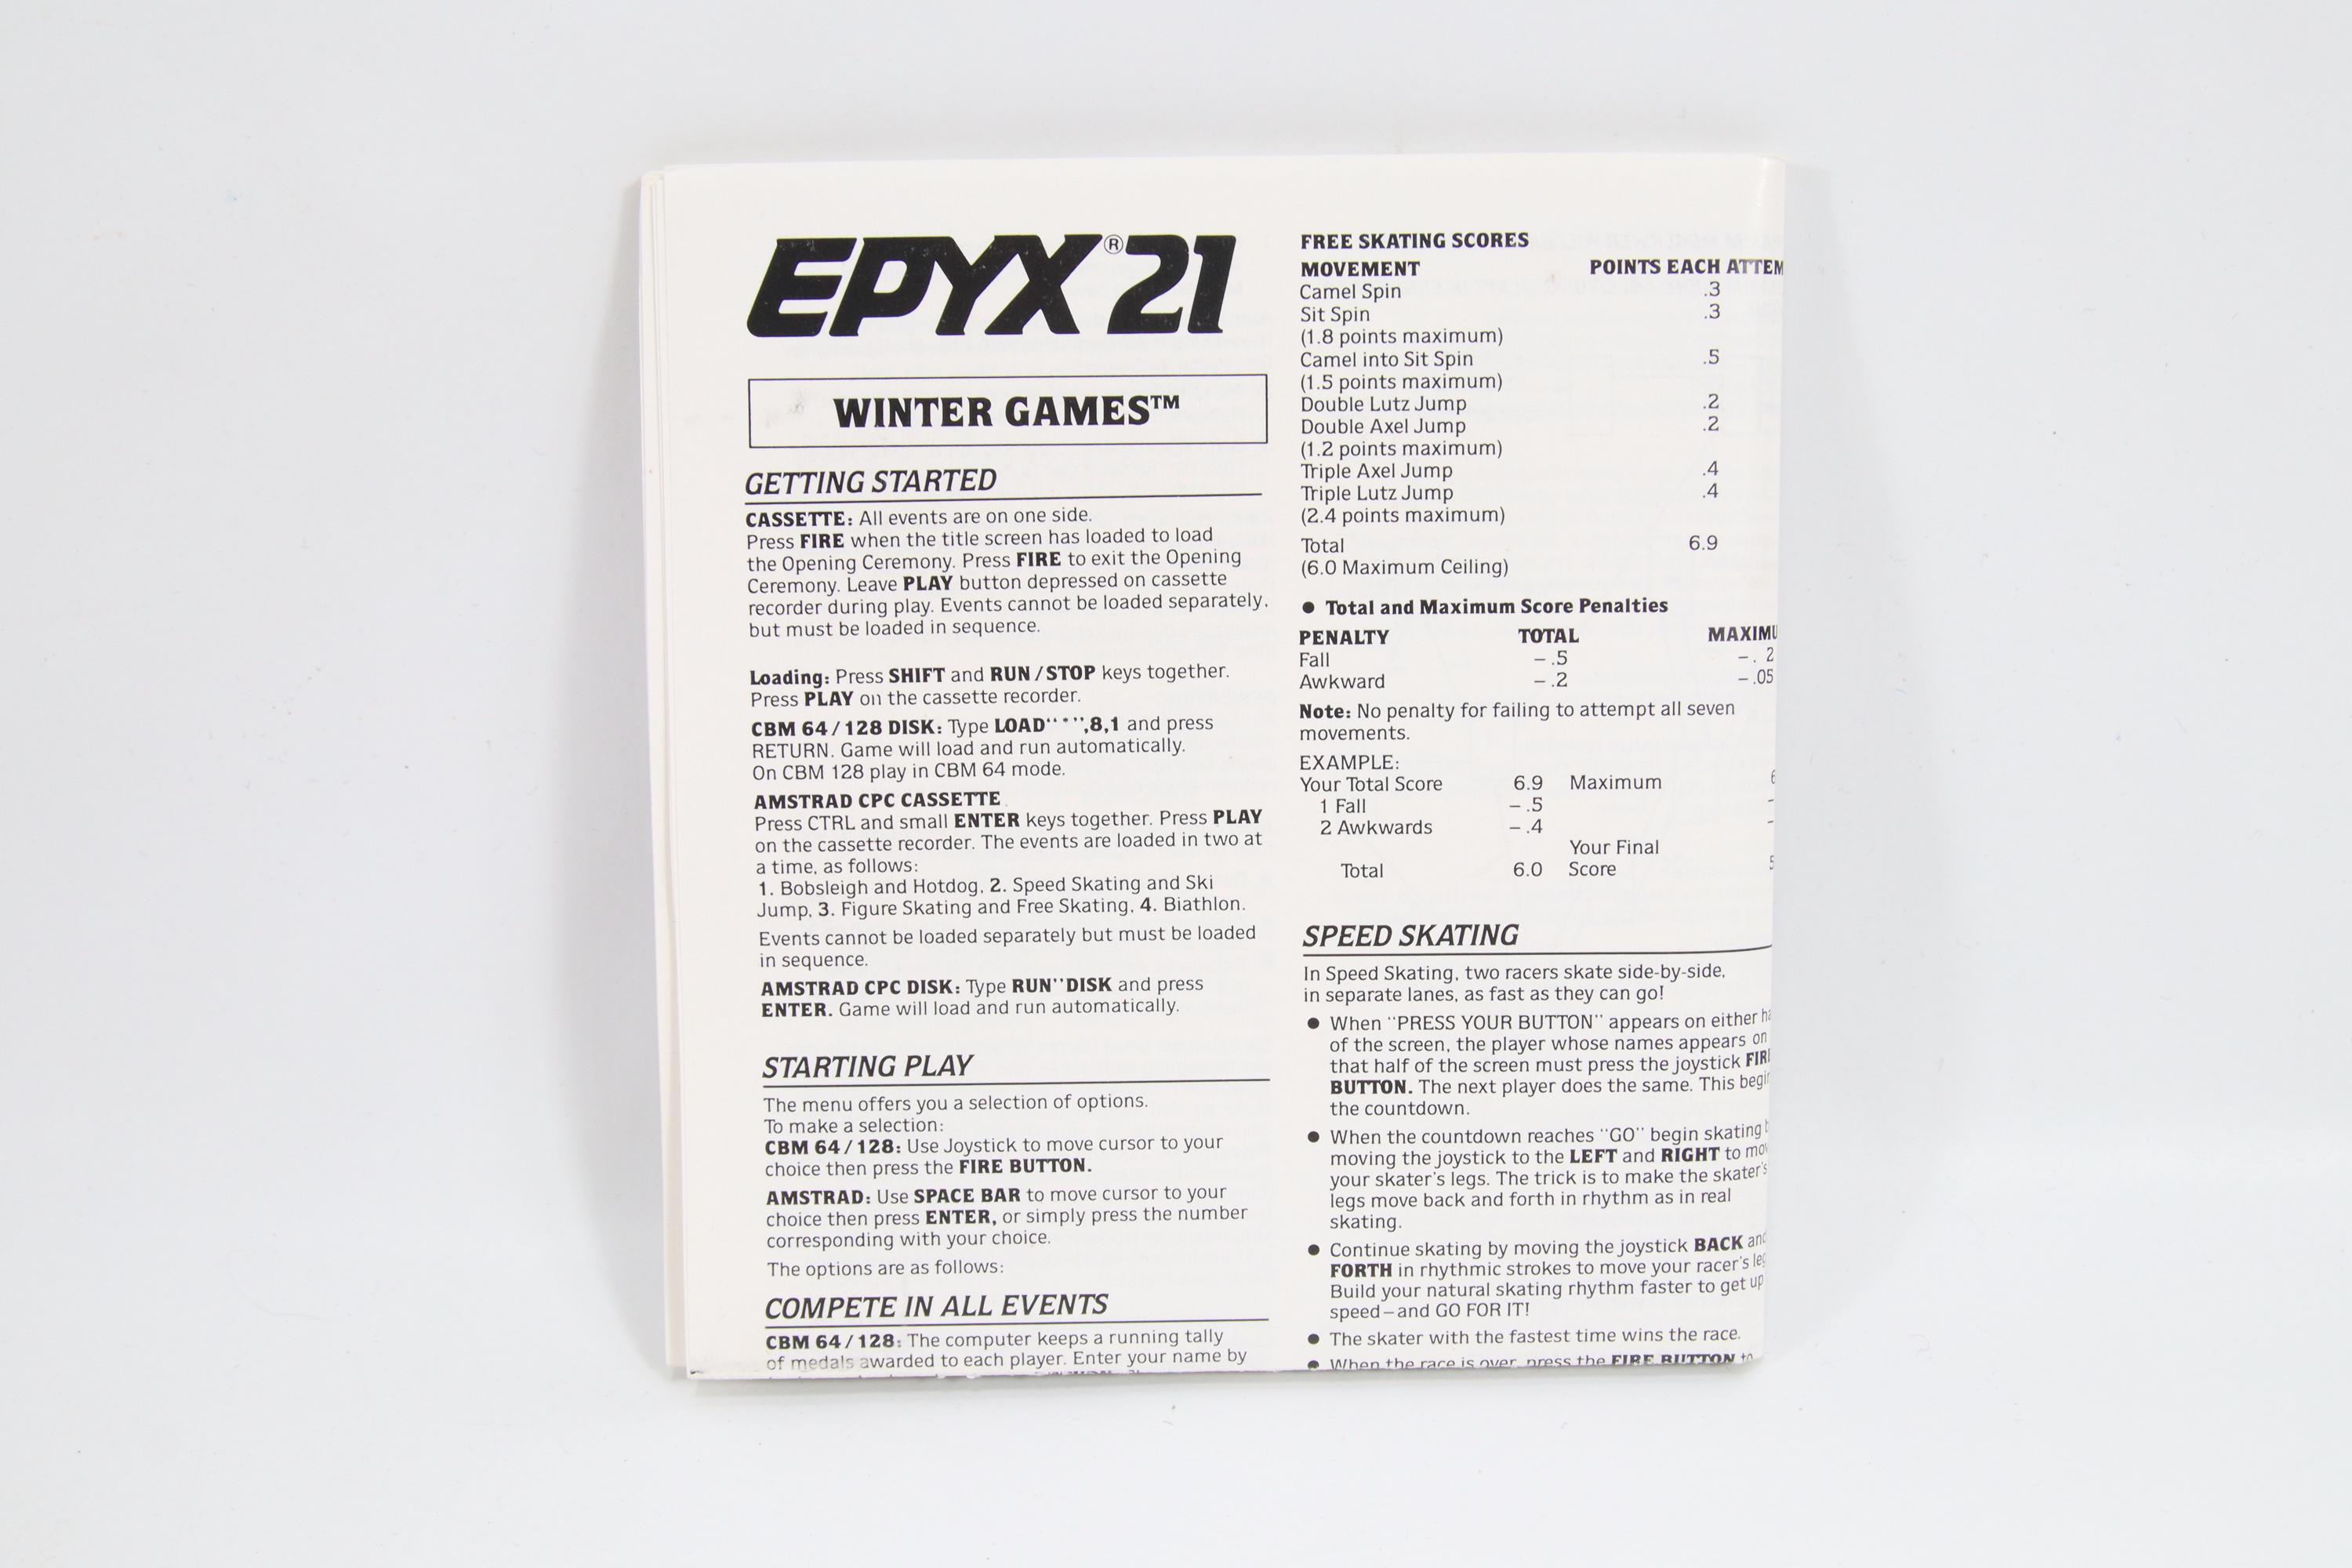 EPYX®21
WINTER GAMES™
GETTING STARTED
CASSETTE: All events are on one side.
Press FIRE when the title screen has loaded to load
the Opening Ceremony. Press FIRE to exit the Opening
Ceremony. Leave PLAY button depressed on cassette
recorder during play. Events cannot be loaded separately,
but must be loaded in sequence.
Loading: Press SHIFT and RUN/STOP keys together.
Press PLAY on the cassette recorder.
CBM 64/128 DISK: Type LOAD“*”,8,1 and press
RETURN. Game will load and run automatically.
On CBM 128 play in CBM 64 mode.
AMSTRAD CPC CASSETTE
Press CTRL and small ENTER keys together. Press PLAY
on the cassette recorder. The events are loaded in two at
a time, as follows:
1. Bobsleigh and Hotdog, 2. Speed Skating and Ski
Jump, 3. Figure Skating and Free Skating, 4. Biathlon.
Events cannot be loaded separately but must be loaded
in sequence.
AMSTRAD CPC DISK: Type RUN”DISK and press
ENTER. Game will load and run automatically.
STARTING PLAY
The menu offers you a selection of options.
To make a selection:
CBM 64/128: Use Joystick to move cursor to your
choice then press the FIRE BUTTON.
AMSTRAD: Use SPACE BAR to move cursor to your
choice then press ENTER, or simply press the number
corresponding with your choice.
The options are as follows:
COMPETE IN ALL EVENTS
CBM 64/128: The computer keeps a running tally
of medals awarded to each player. Enter your name by
FREE SKATING SCORES
MOVEMENT POINTS EACH ATTEM
Camel Spin .3
Sit Spin .3
(1.8 points maximum)
Camel into Sit Spin .5
(1.5 points maximum)
Double Lutz Jump .2
Double Axel Jump .2
(1.2 points maximum)
Triple Axel Jump .4
Triple Lutz Jump .4
(2.4 points maximum)
Total 6.9
(6.0 Maximum Ceiling)
● Total and Maximum Score Penalties
PENALTY TOTAL MAXIMU
Fall –.5 –. 2
Awkward –.2 –.05
Note: No penalty for failing to attempt all seven
movements.
EXAMPLE:
Your Total Score 6.9 Maximum
1 Fall –.5
2 Awkwards –.4
Your Final
Total 6.0 Score
SPEED SKATING
In Speed Skating, two racers skate side-by-side,
in separate lanes, as fast as they can go!
● When “PRESS YOUR BUTTON” appears on either ha
of the screen, the player whose names appears on
that half of the screen must press the joystick FIR
BUTTON. The next player does the same. This begin
the countdown.
● When the countdown reaches “GO” begin skating
moving the joystick to the LEFT and RIGHT to mov
your skater's legs. The trick is to make the skater's
legs move back and forth in rhythm as in real
skating.
● Continue skating by moving the joystick BACK and
FORTH in rhythmic strokes to move your racer's leg
Build your natural skating rhythm faster to get up
speed–and GO FOR IT!
● The skater with the fastest time wins the race.
● When the race is over, press the FIRE BUTTON to